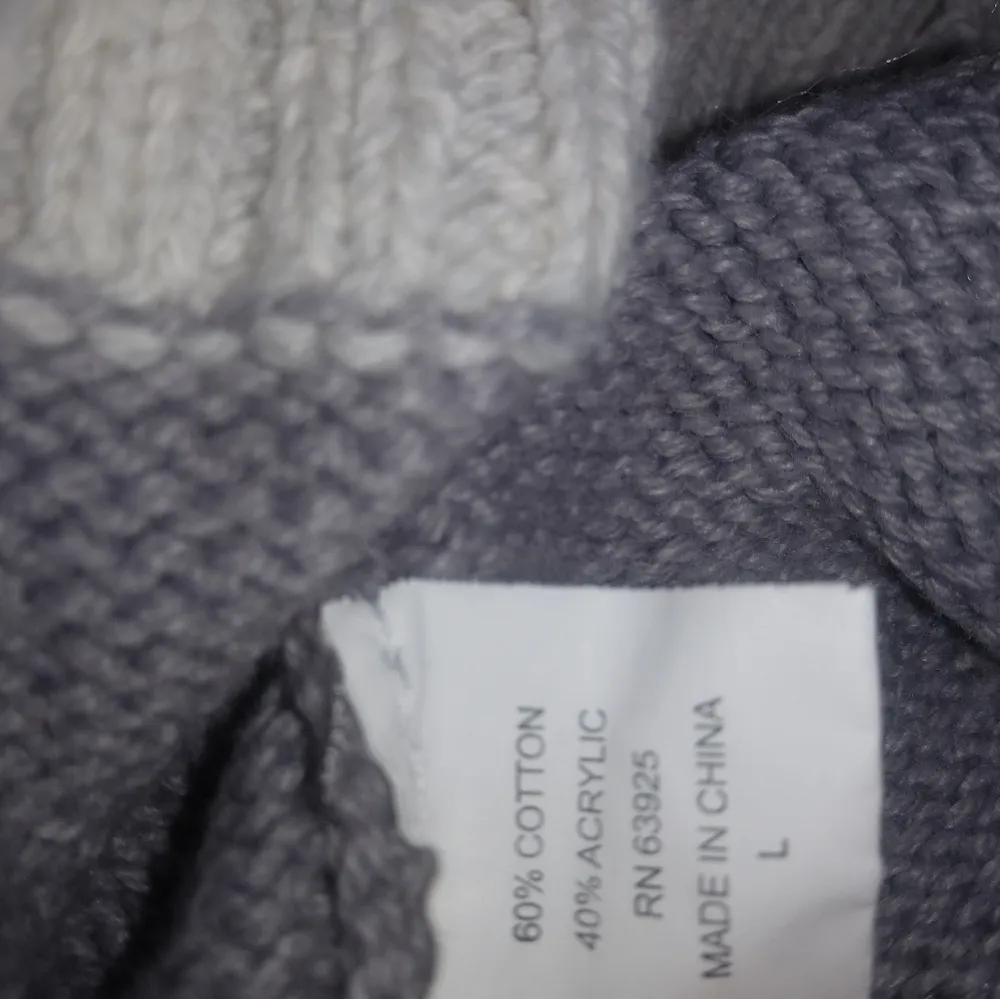 60% COTTON
40% ACRYLIC
RN 63925
MADE IN CHINA
L